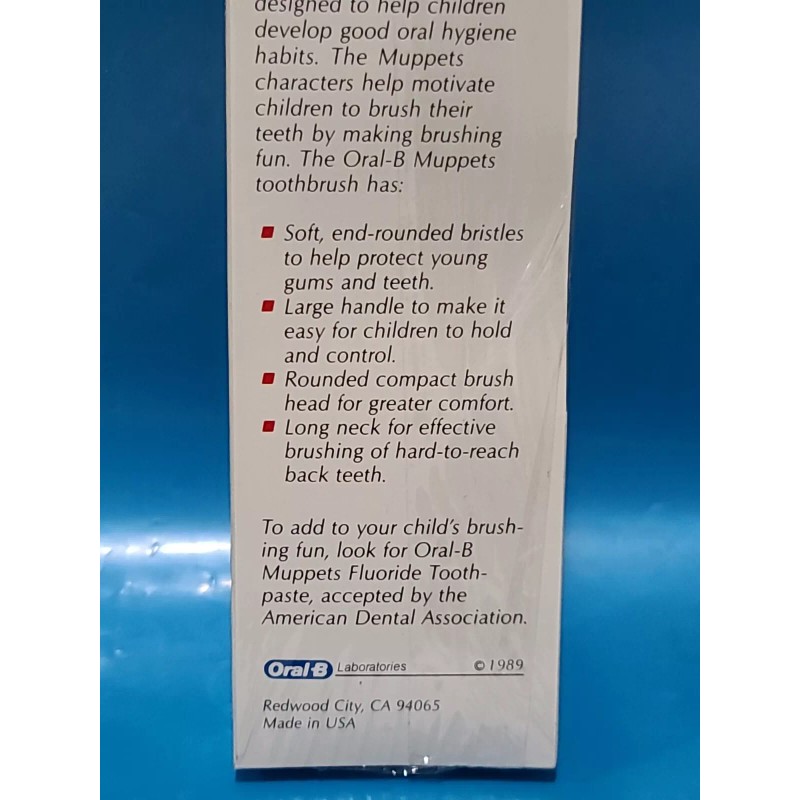 designed to help children
develop good oral hygiene
habits. The Muppets
characters help motivate
children to brush their
teeth by making brushing
fun. The Oral-B Muppets
toothbrush has:
Soft, end-rounded bristles
to help protect young
gums and teeth.
Large handle to make it
easy for children to hold
and control.
Rounded compact brush
head for greater comfort.
Long neck for effective
brushing of hard-to-reach
back teeth.
To add to your child's brush-
ing fun, look for Oral-B
Muppets Fluoride Tooth-
paste, accepted by the
American Dental Association.
Oral-B Laboratories © 1989
Redwood City, CA 94065
Made in USA